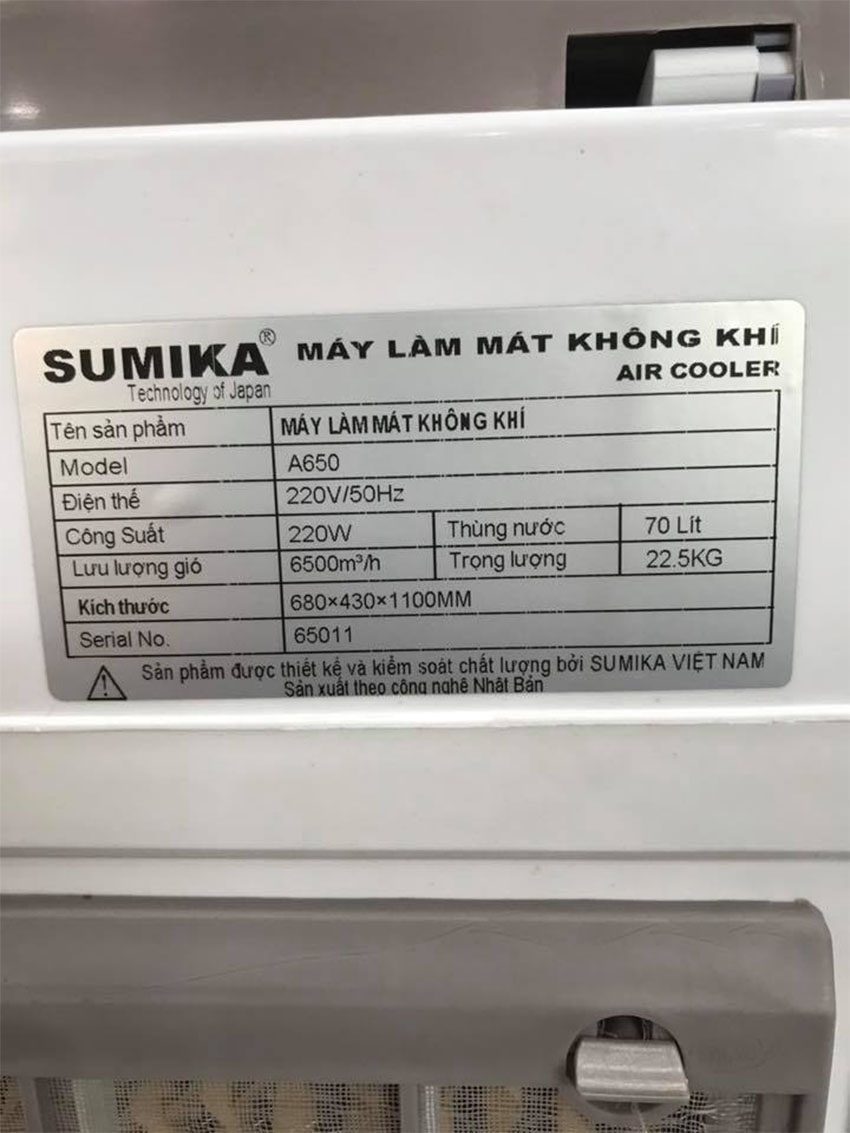 SUMIKA® MÁY LÀM MÁT KHÔNG KHÍ
Technology of Japan AIR COOLER
Tên sản phẩm MÁY LÀM MÁT KHÔNG KHÍ
Model A650
Điện thế 220V/50Hz
Công Suất 220W Thùng nước 70 Lít
Lưu lượng gió 6500m³/h Trọng lượng 22.5KG
Kích thước 680×430×1100MM
Serial No. 65011
Sản phẩm được thiết kế và kiểm soát chất lượng bởi SUMIKA VIỆT NAM
Sản xuất theo công nghệ Nhật Bản